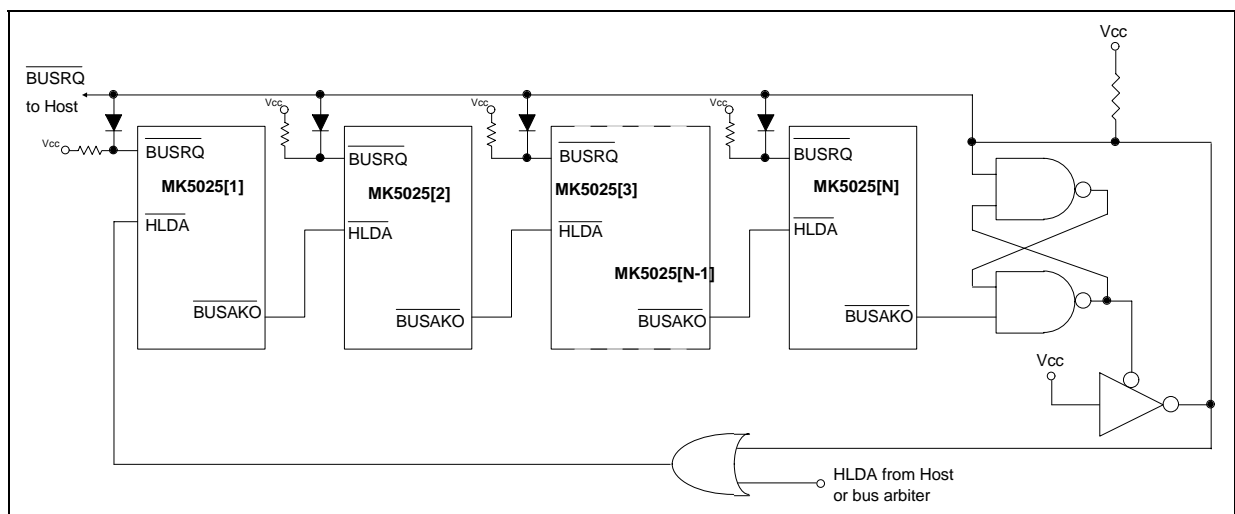 Vcc
BUSRQ
to Host
Vcc
Vcc
Vcc
Vcc
BUSRQ
BUSRQ
BUSRQ
BUSRQ
MK5025[1]
MK5025[2]
MK5025[3]
MK5025[N]
HLDA
HLDA
HLDA
HLDA
MK5025[N-1]
BUSAKO
BUSAKO
BUSAKO
BUSAKO
Vcc
HLDA from Host
or bus arbiter